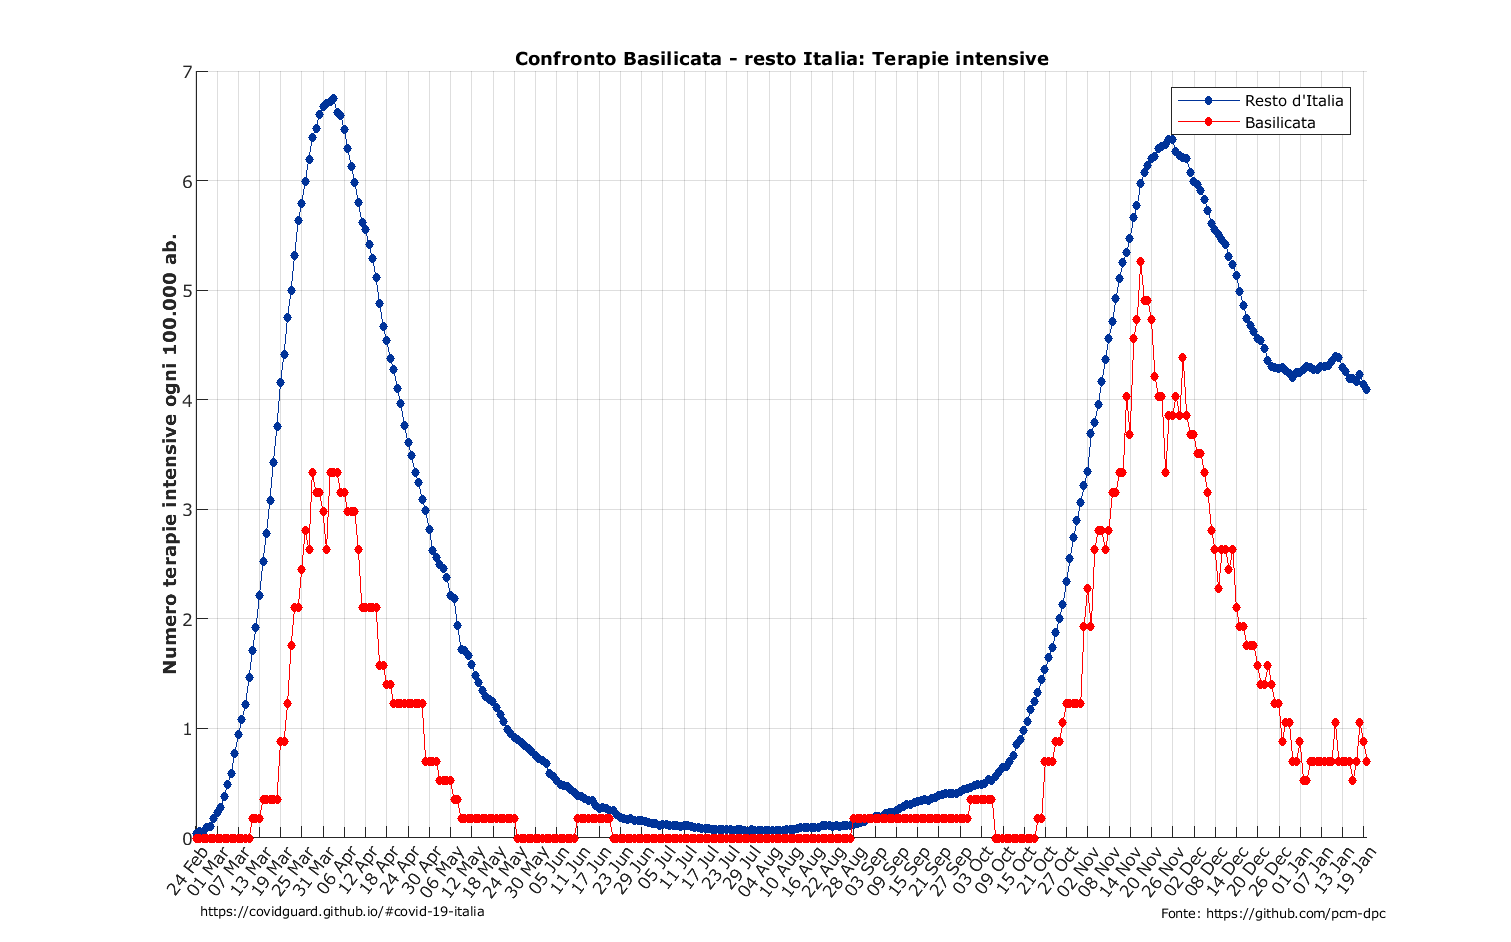 Confronto Basilicata - resto Italia: Terapie intensive
Resto d'Italia
Basilicata
Numero terapie intensive ogni 100.000 ab.
7
6
5
4
3
2
1
0
24 Feb
01 Mar
07 Mar
13 Mar
19 Mar
25 Mar
31 Mar
06 Apr
12 Apr
18 Apr
24 Apr
30 Apr
06 May
12 May
18 May
24 May
30 May
05 Jun
11 Jun
17 Jun
23 Jun
29 Jun
05 Jul
11 Jul
17 Jul
23 Jul
29 Jul
04 Aug
10 Aug
16 Aug
22 Aug
28 Aug
03 Sep
09 Sep
15 Sep
21 Sep
27 Sep
03 Oct
09 Oct
15 Oct
21 Oct
27 Oct
02 Nov
08 Nov
14 Nov
20 Nov
26 Nov
02 Dec
08 Dec
14 Dec
20 Dec
26 Dec
01 Jan
07 Jan
13 Jan
19 Jan
https://covidguard.github.io/#covid-19-italia
Fonte: https://github.com/pcm-dpc